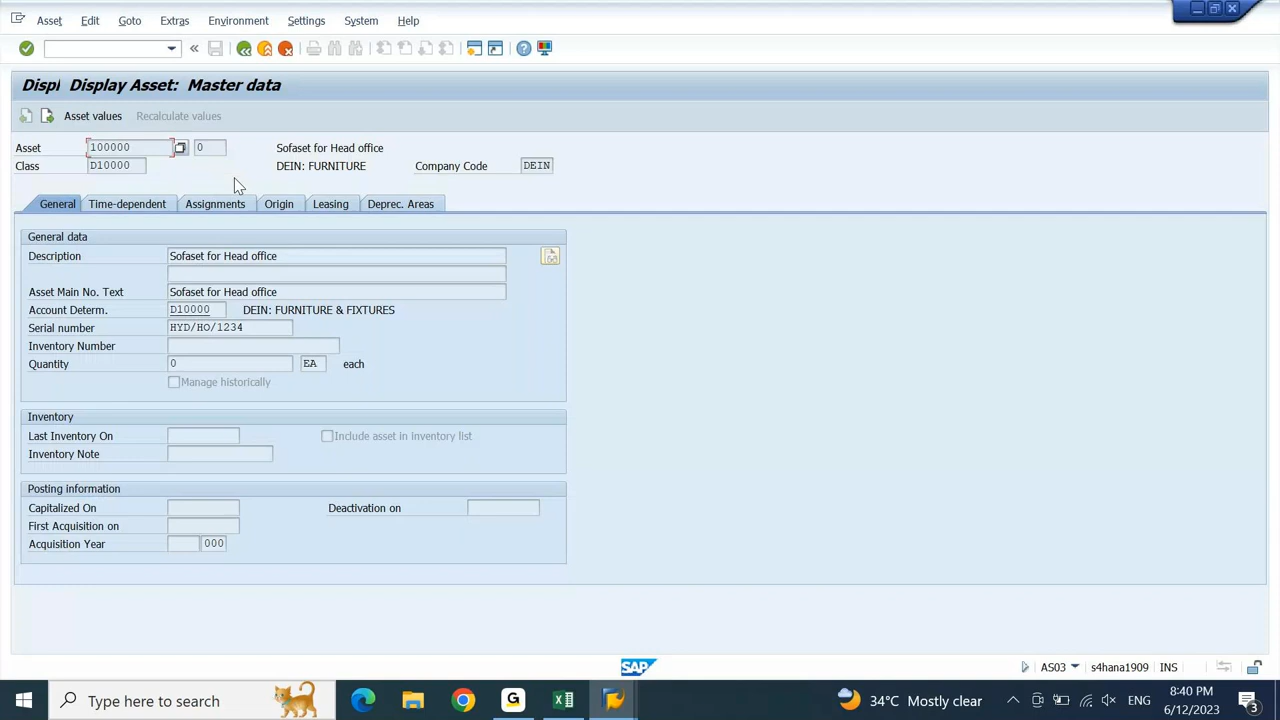 Asset Edit Goto Extras Environment Settings System Help
Displ Display Asset: Master data
Asset values Recalculate values
Asset 100000 0 Sofaset for Head office
Class D10000 DEIN: FURNITURE Company Code DEIN
General Time-dependent Assignments Origin Leasing Deprec. Areas
General data
Description Sofaset for Head office
Asset Main No. Text Sofaset for Head office
Account Determ. D10000 DEIN: FURNITURE & FIXTURES
Serial number HYD/HO/1234
Inventory Number
Quantity 0 EA each
Manage historically
Inventory
Last Inventory On Include asset in inventory list
Inventory Note
Posting information
Capitalized On Deactivation on
First Acquisition on
Acquisition Year 000
SAP AS03 s4hana1909 INS
Type here to search 34°C Mostly clear ENG 8:40 PM
6/12/2023 3